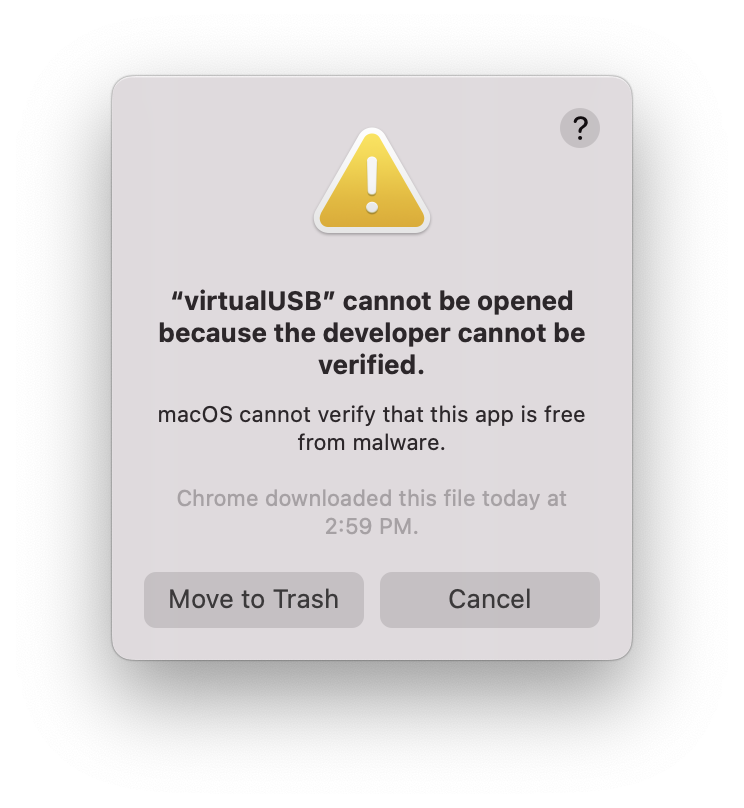 ?
“virtualUSB” cannot be opened
because the developer cannot be
verified.
macOS cannot verify that this app is free
from malware.
Chrome downloaded this file today at
2:59 PM.
Move to Trash
Cancel